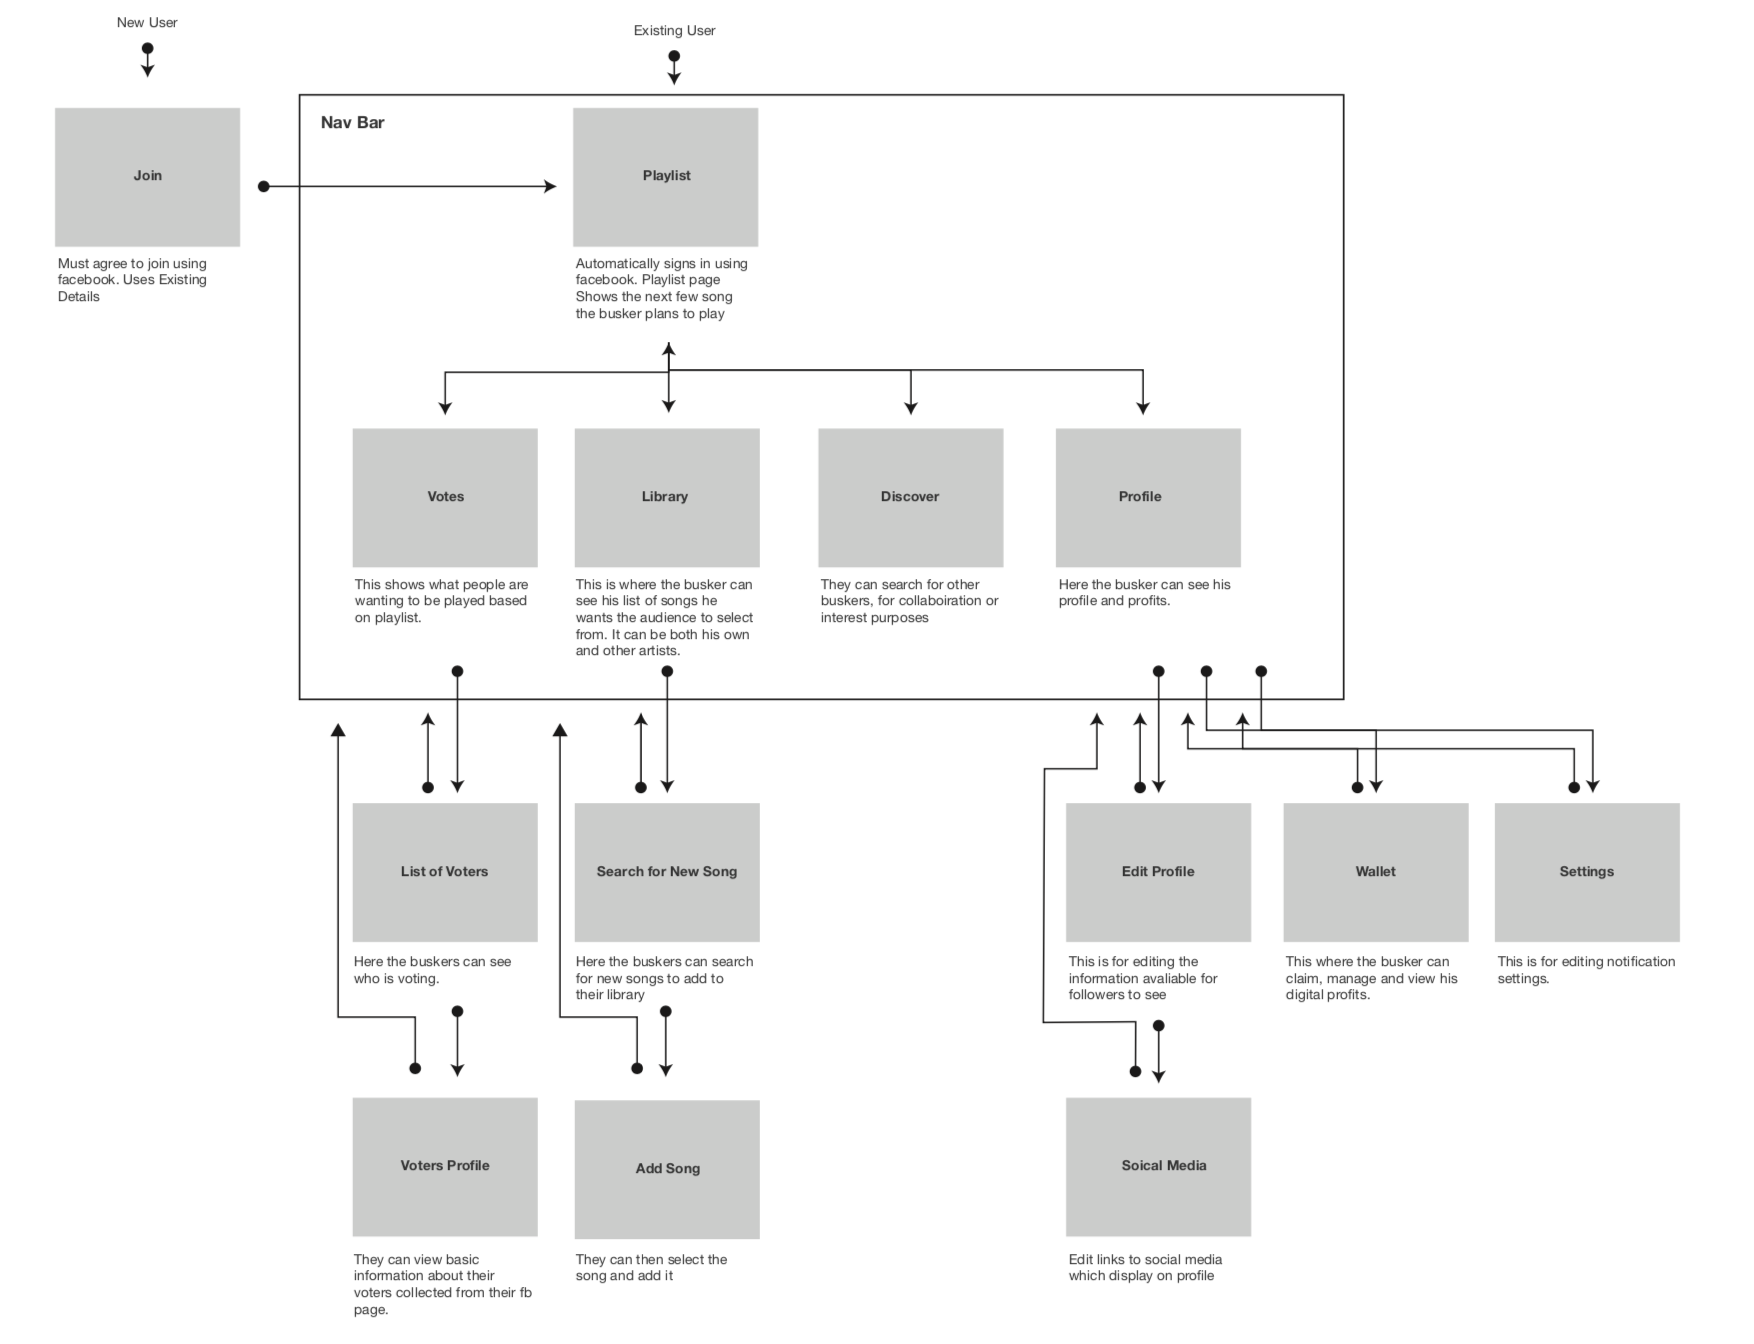 New User
Existing User
Nav Bar
Join
Playlist
Must agree to join using
facebook. Uses Existing
Details
Automatically signs in using
facebook. Playlist page
Shows the next few song
the busker plans to play
Votes
Library
Discover
Profile
This shows what people are
wanting to be played based
on playlist.
This is where the busker can
see his list of songs he
wants the audience to select
from. It can be both his own
and other artists.
They can search for other
buskers, for collaboiration or
interest purposes
Here the busker can see his
profile and profits.
List of Voters
Search for New Song
Edit Profile
Wallet
Settings
Here the buskers can see
who is voting.
Here the buskers can search
for new songs to add to
their library
This is for editing the
information avaliable for
followers to see
This where the busker can
claim, manage and view his
digital profits.
This is for editing notification
settings.
Voters Profile
Add Song
Soical Media
They can view basic
information about their
voters collected from their fb
page.
They can then select the
song and add it
Edit links to social media
which display on profile